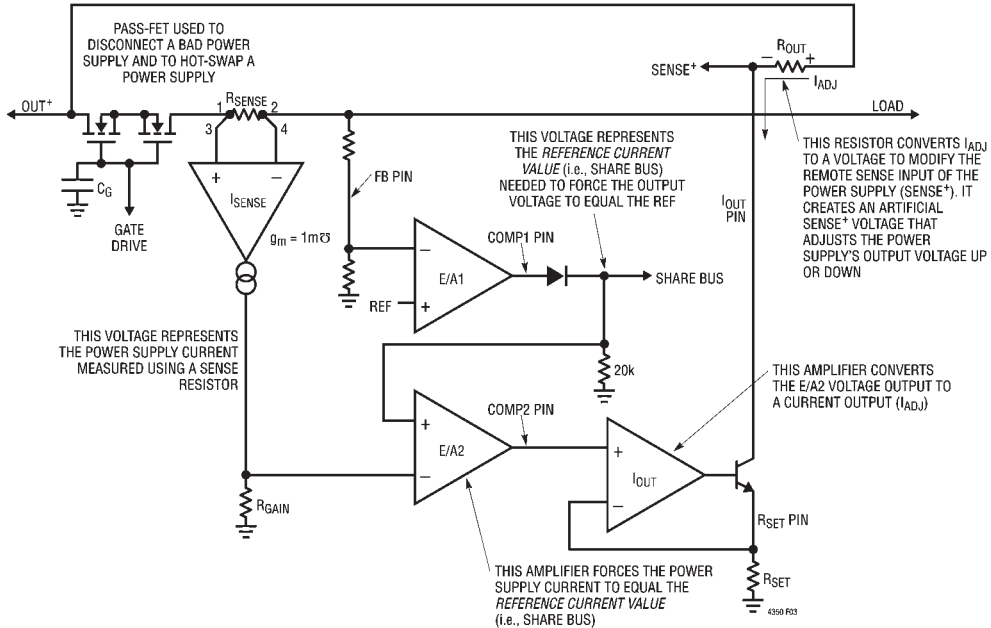 PASS-FET USED TO
DISCONNECT A BAD POWER
SUPPLY AND TO HOT-SWAP A
POWER SUPPLY
ROUT
− +
SENSE+
IADJ
OUT+
1 RSENSE 2
3 4
LOAD
+ −
ISENSE
gm = 1m℧
CG
GATE
DRIVE
FB PIN
THIS VOLTAGE REPRESENTS
THE REFERENCE CURRENT
VALUE (i.e., SHARE BUS)
NEEDED TO FORCE THE OUTPUT
VOLTAGE TO EQUAL THE REF
IOUT
PIN
THIS RESISTOR CONVERTS IADJ
TO A VOLTAGE TO MODIFY THE
REMOTE SENSE INPUT OF THE
POWER SUPPLY (SENSE+). IT
CREATES AN ARTIFICIAL
SENSE+ VOLTAGE THAT
ADJUSTS THE POWER
SUPPLY'S OUTPUT VOLTAGE UP
OR DOWN
COMP1 PIN
−
E/A1
+
REF
SHARE BUS
THIS VOLTAGE REPRESENTS
THE POWER SUPPLY CURRENT
MEASURED USING A SENSE
RESISTOR
20k
COMP2 PIN
+
E/A2
−
THIS AMPLIFIER CONVERTS
THE E/A2 VOLTAGE OUTPUT TO
A CURRENT OUTPUT (IADJ)
+
IOUT
−
RGAIN
RSET PIN
THIS AMPLIFIER FORCES THE POWER
SUPPLY CURRENT TO EQUAL THE
REFERENCE CURRENT VALUE
(i.e., SHARE BUS)
RSET
4350 F03